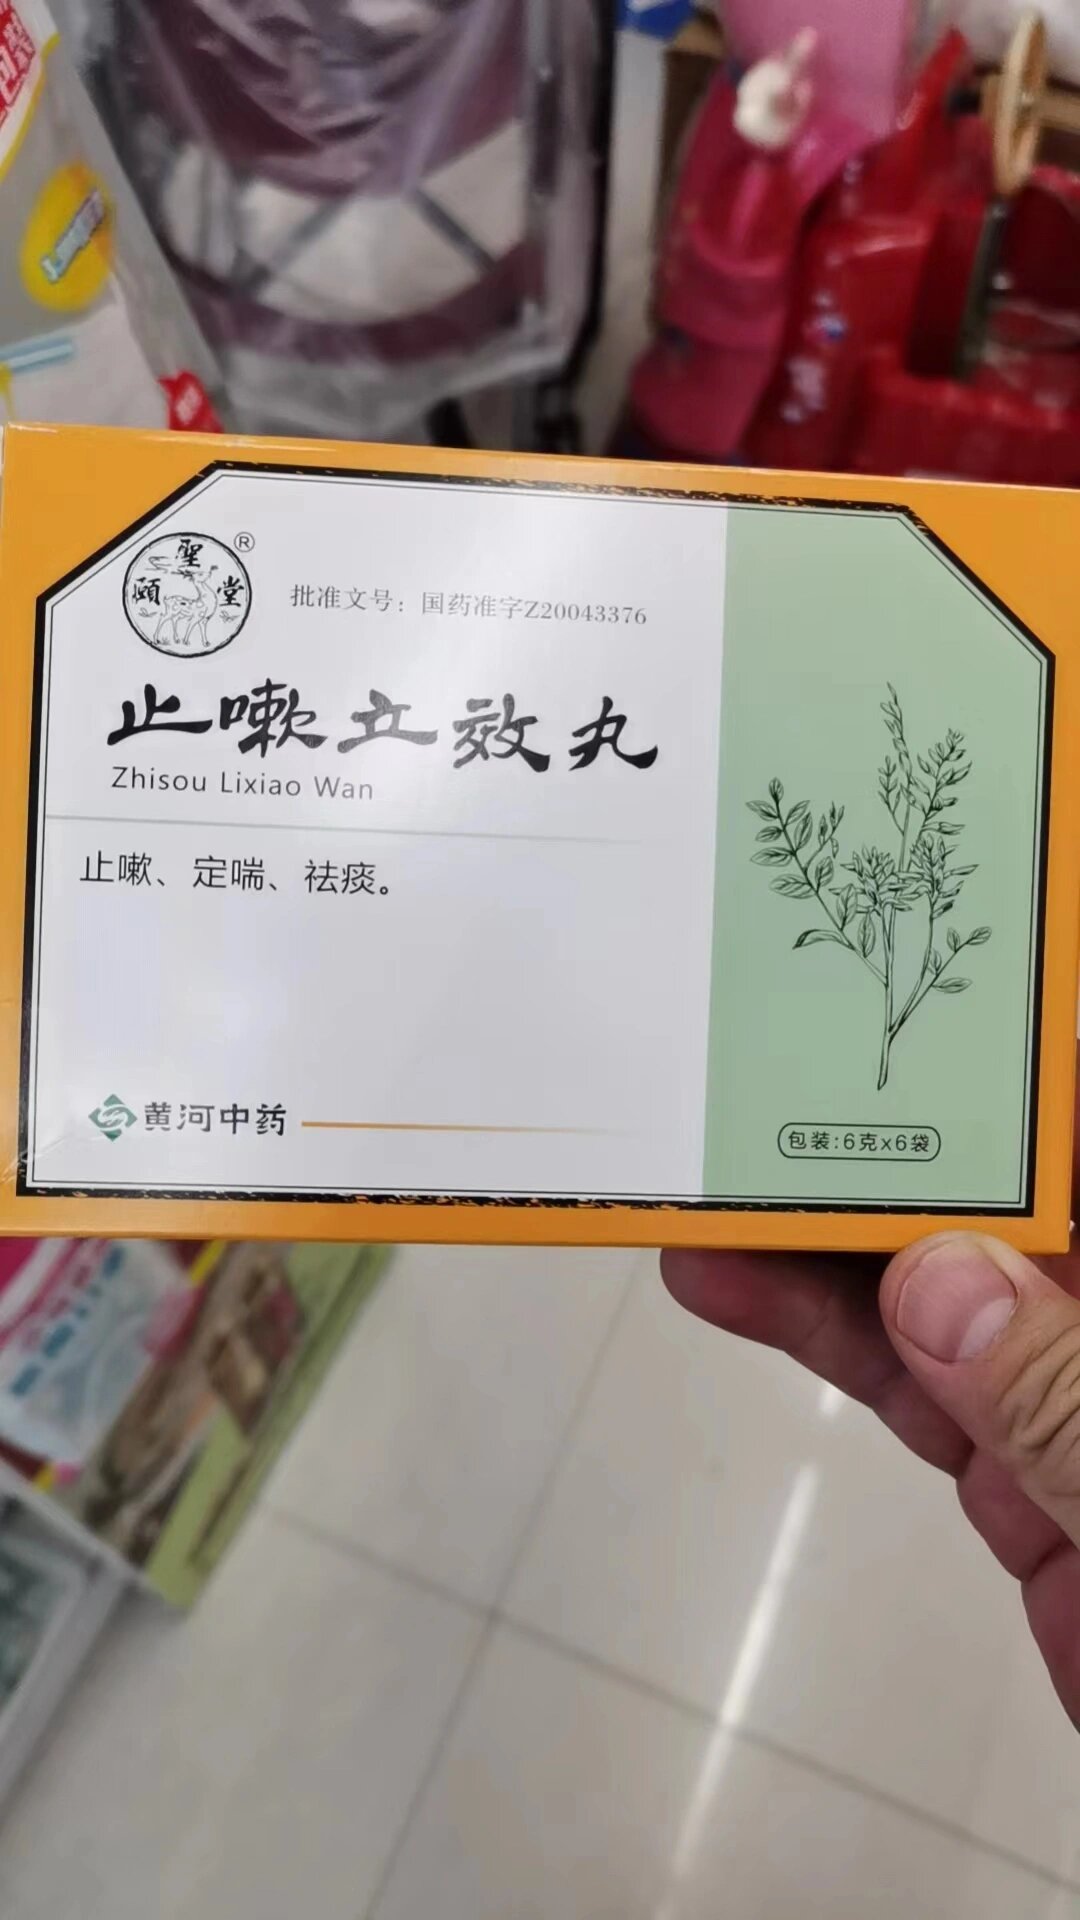 聖
頤 堂
®
批准文号：国药准字Z20043376
止嗽立效丸
Zhisou Lixiao Wan
止嗽、定喘、祛痰。
黄河中药
包装:6克x6袋